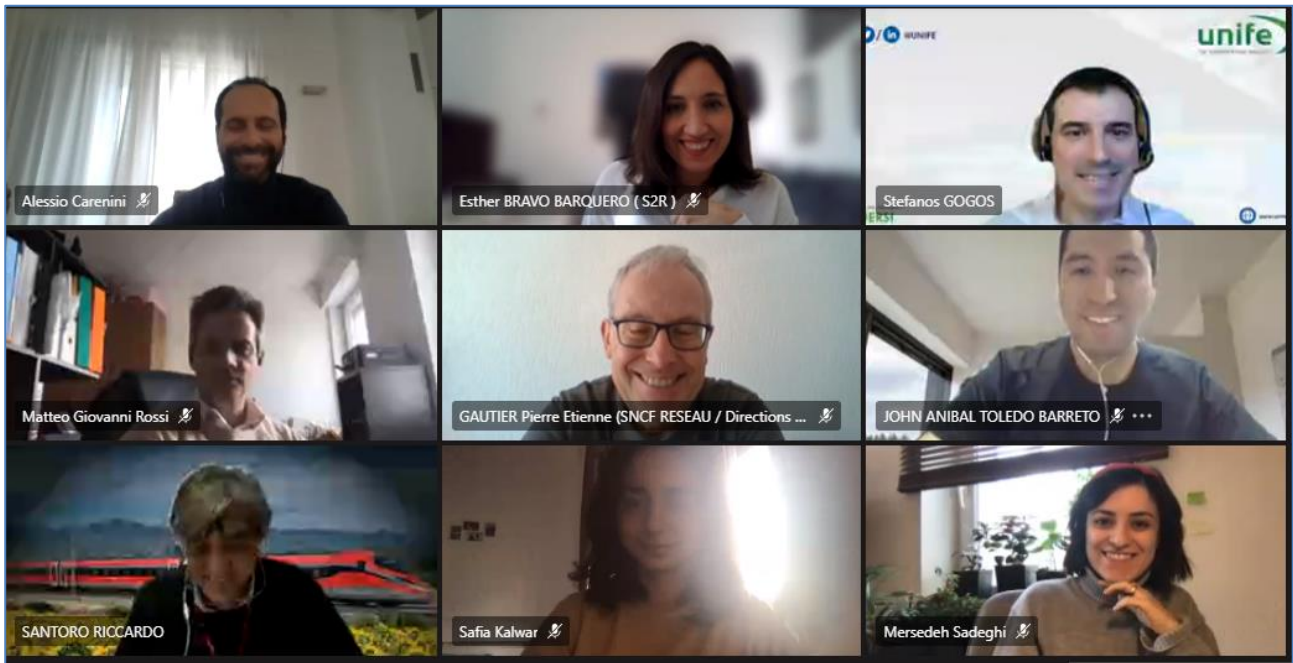 @UNIFE
unife
Alessio Carenini
Esther BRAVO BARQUERO ( S2R )
Stefanos GOGOS
Matteo Giovanni Rossi
GAUTIER Pierre Etienne (SNCF RESEAU / Directions ...
JOHN ANIBAL TOLEDO BARRETO
SANTORO RICCARDO
Safia Kalwar
Mersedeh Sadeghi